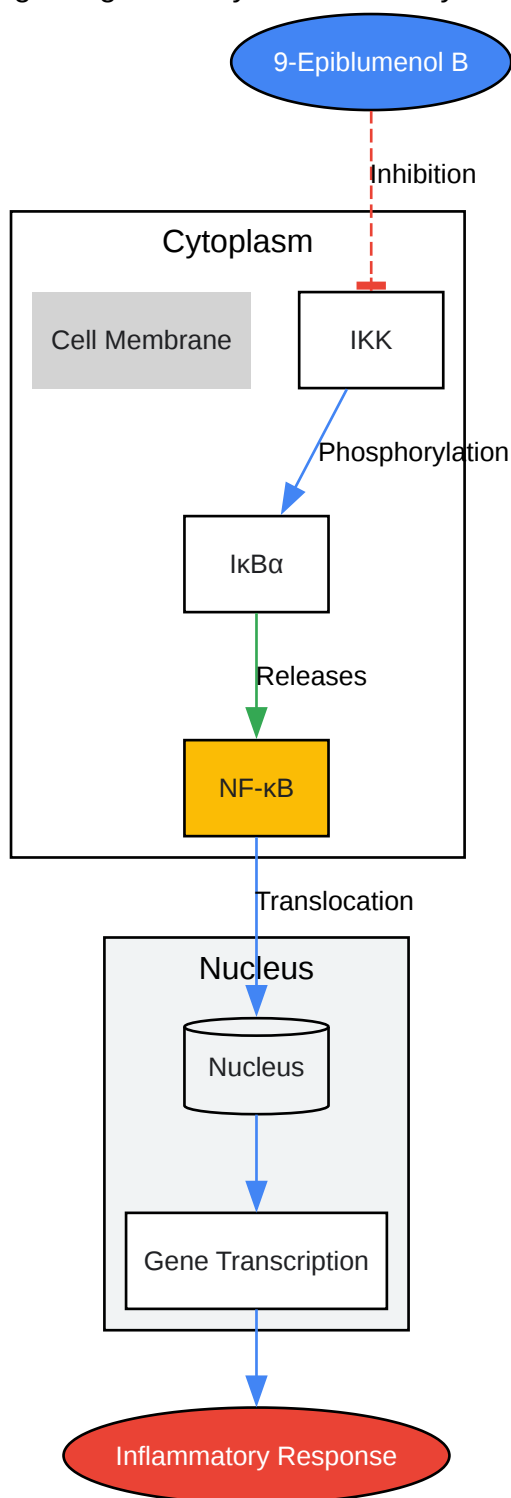 9-Epiblumenol B
Inhibition
Cytoplasm
Cell Membrane
IKK
Phosphorylation
IκBα
Releases
NF-κB
Translocation
Nucleus
Nucleus
Gene Transcription
Inflammatory Response